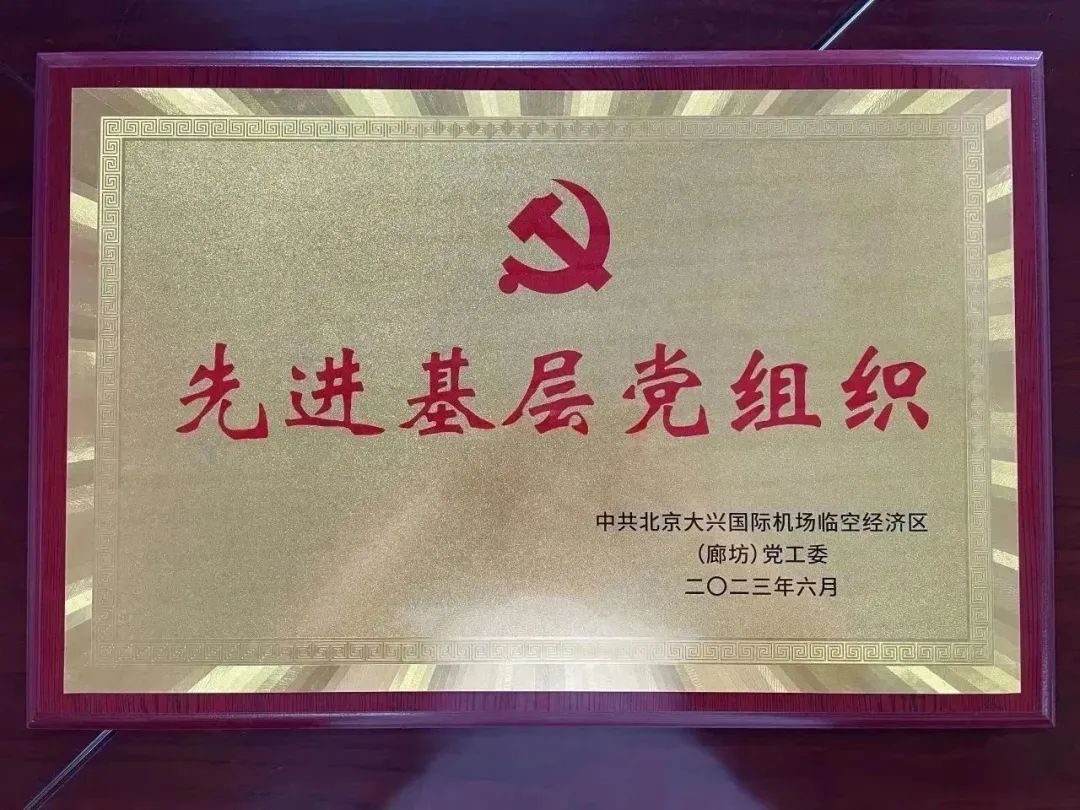 先进基层党组织
中共北京大兴国际机场临空经济区
(廊坊)党工委
二〇二三年六月